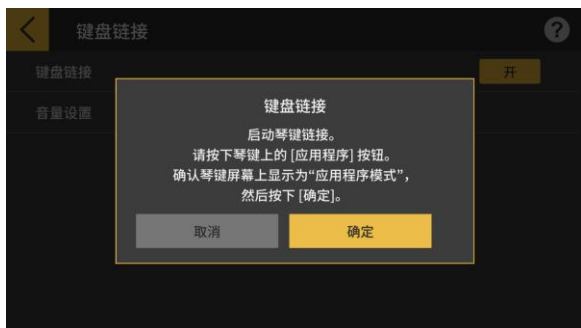 键盘链接
键盘链接
开
音量设置
键盘链接
启动琴键链接。
请按下琴键上的 [应用程序] 按钮。
确认琴键屏幕上显示为“应用程序模式”，
然后按下 [确定]。
取消
确定